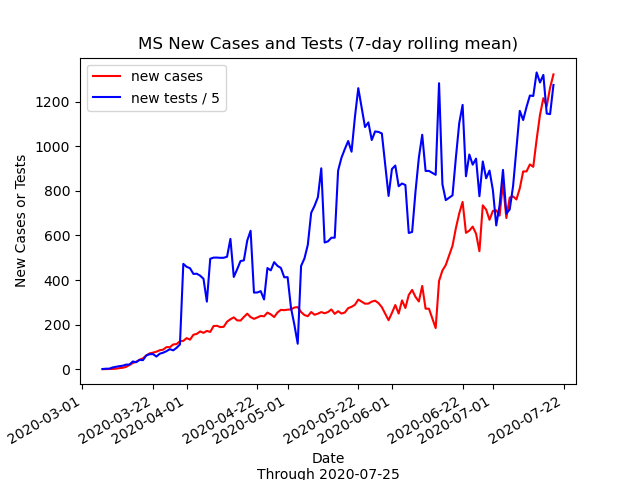 MS New Cases and Tests (7-day rolling mean)
new cases
new tests / 5
New Cases or Tests
1200
1000
800
600
400
200
0
2020-03-01
2020-03-22
2020-04-01
2020-04-22
2020-05-01
2020-05-22
2020-06-01
2020-06-22
2020-07-01
2020-07-22
Date
Through 2020-07-25